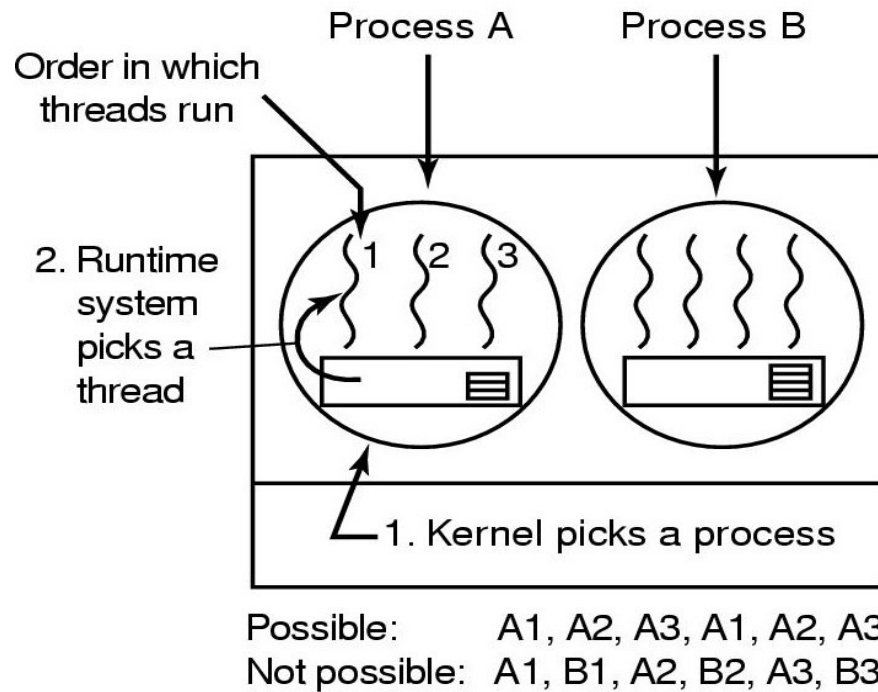 Process A
Process B
Order in which
threads run
1
2
3
2. Runtime
system
picks a
thread
1. Kernel picks a process
Possible: A1, A2, A3, A1, A2, A3
Not possible: A1, B1, A2, B2, A3, B3